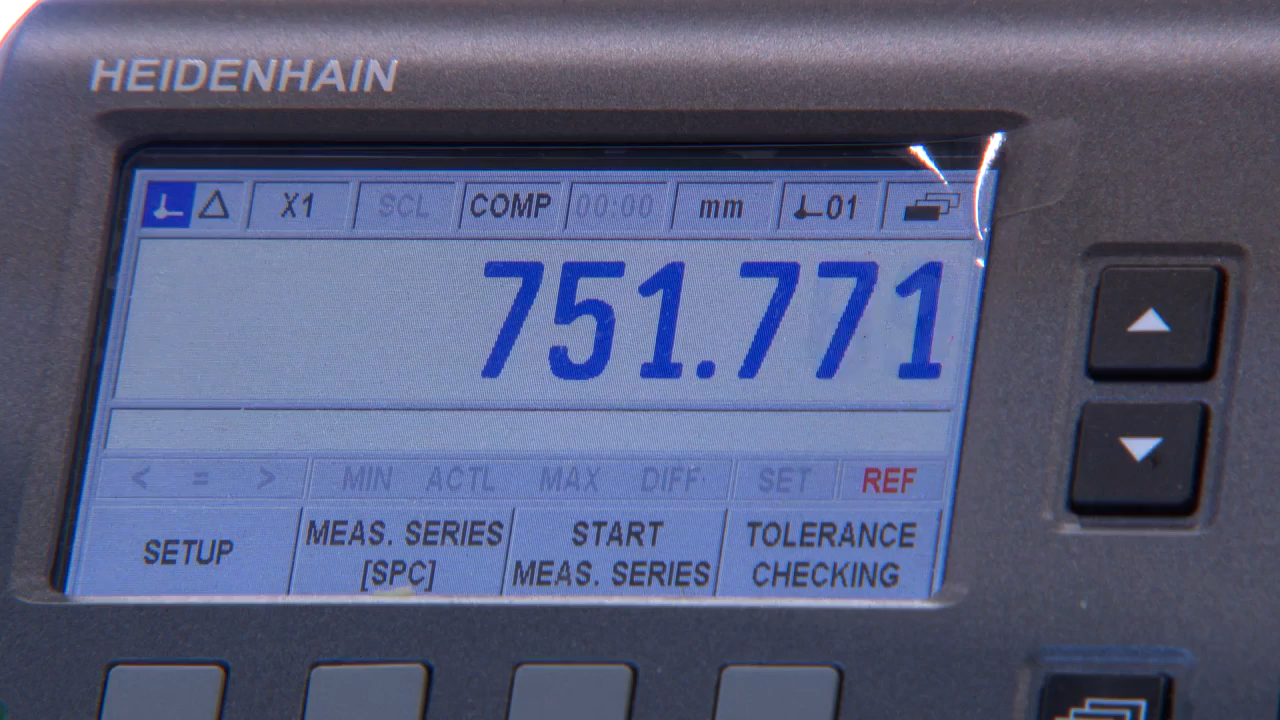 HEIDENHAIN
X1 SCL COMP 00:00 mm 01
751.771
< = > MIN ACTL MAX DIFF SET REF
SETUP
MEAS. SERIES
[SPC]
START
MEAS. SERIES
TOLERANCE
CHECKING